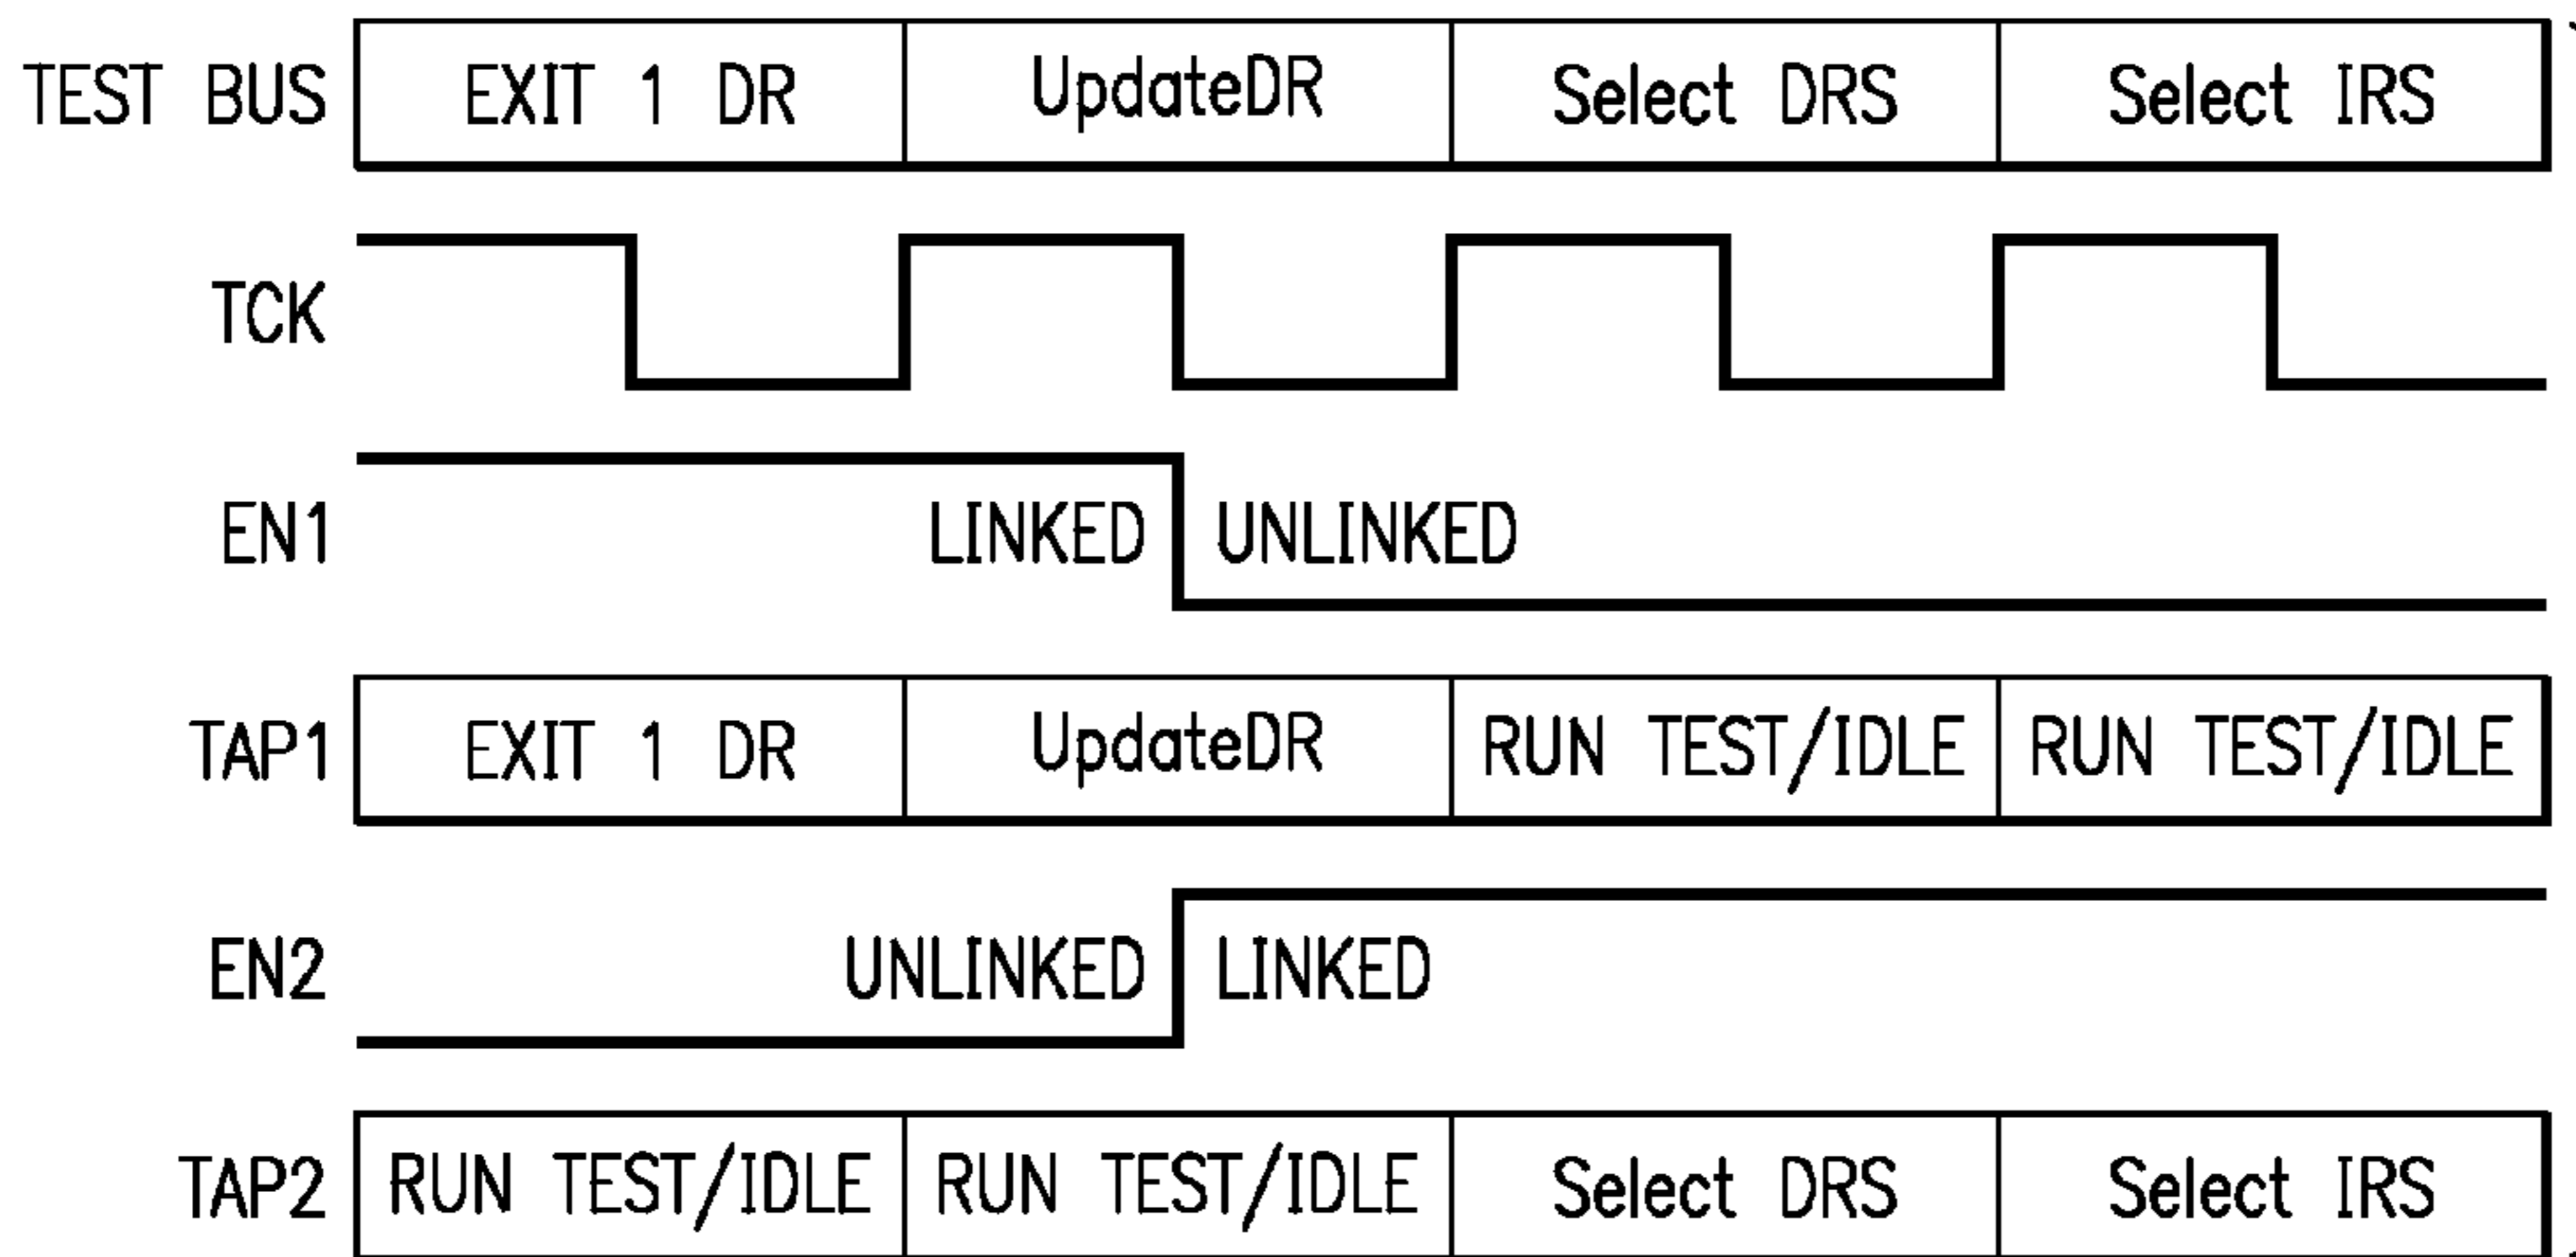 TEST BUS EXIT 1 DR UpdateDR Select DRS Select IRS
TCK
EN1 LINKED UNLINKED
TAP1 EXIT 1 DR UpdateDR RUN TEST/IDLE RUN TEST/IDLE
EN2 UNLINKED LINKED
TAP2 RUN TEST/IDLE RUN TEST/IDLE Select DRS Select IRS